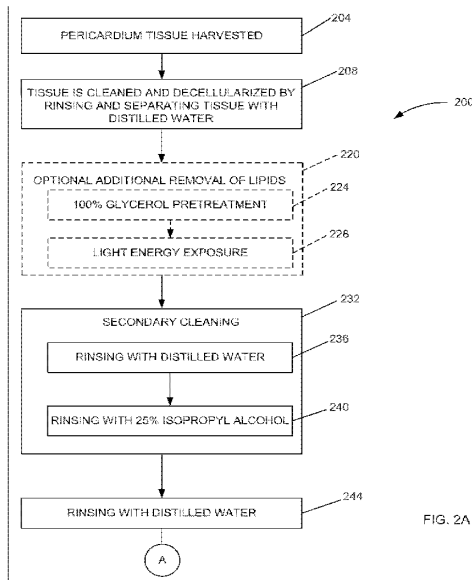 PERICARDIUM TISSUE HARVESTED
204
TISSUE IS CLEANED AND DECELLULARIZED BY
RINSING AND SEPARATING TISSUE WITH
DISTILLED WATER
208
200
220
OPTIONAL ADDITIONAL REMOVAL OF LIPIDS
224
100% GLYCEROL PRETREATMENT
226
LIGHT ENERGY EXPOSURE
232
SECONDARY CLEANING
236
RINSING WITH DISTILLED WATER
240
RINSING WITH 25% ISOPROPYL ALCOHOL
244
RINSING WITH DISTILLED WATER
FIG. 2A
A